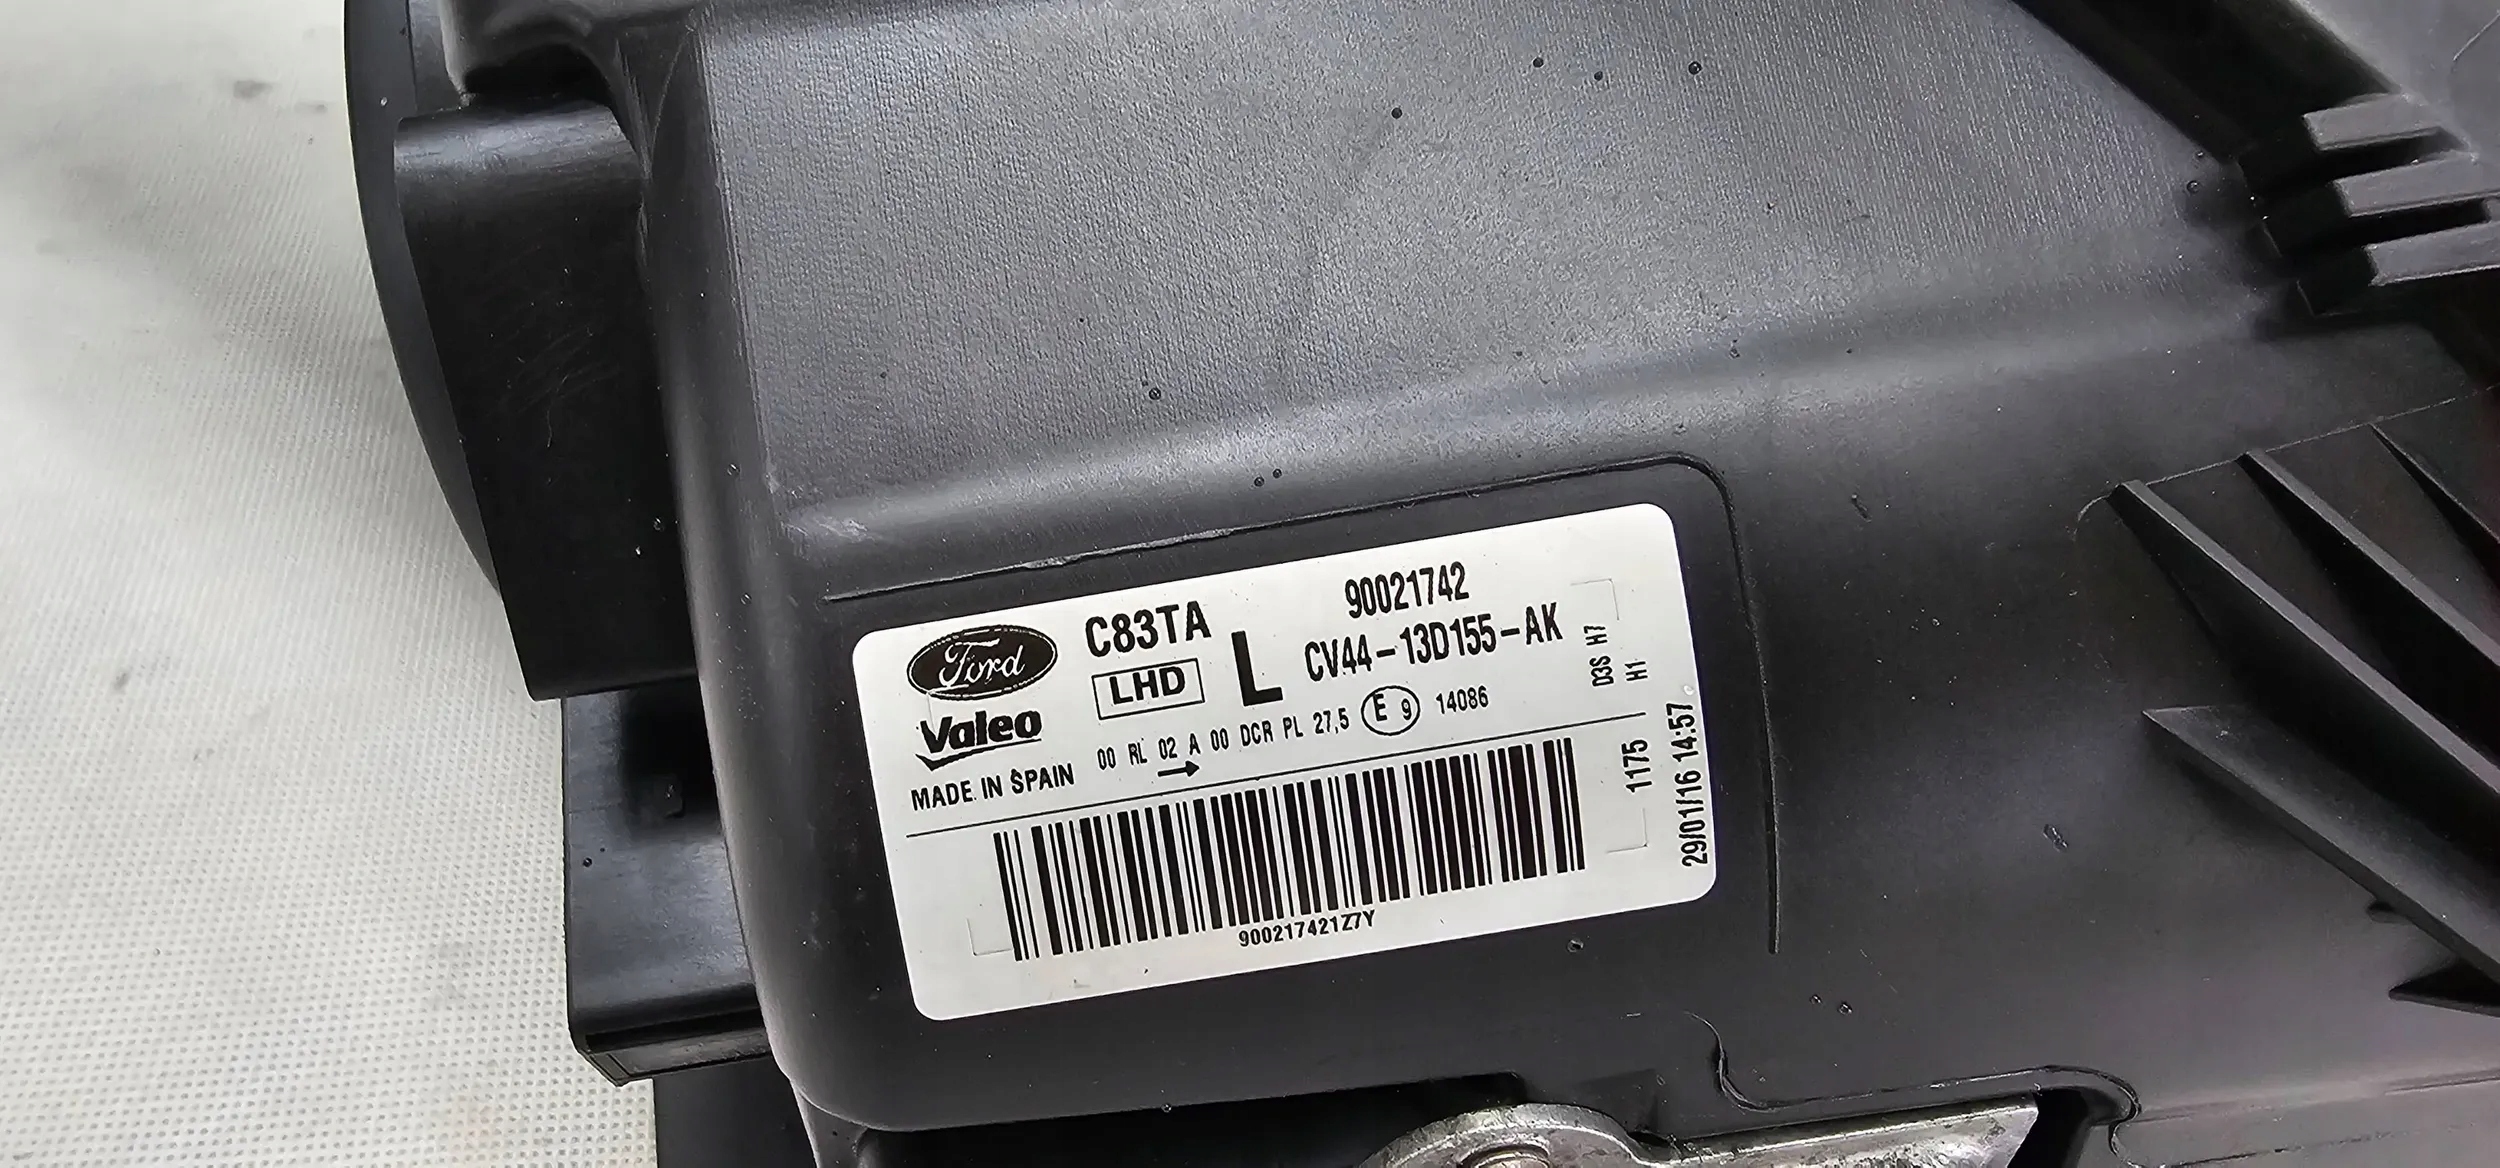 Ford
C83TA
90021742
LHD
L
CV44-13D155-AK
Valeo
00 RL 02 A 00 DCR PL 27,5 E 9 14086
MADE IN SPAIN
D3S H7
H1
1175
29/01/16 14:57
90021742127Y